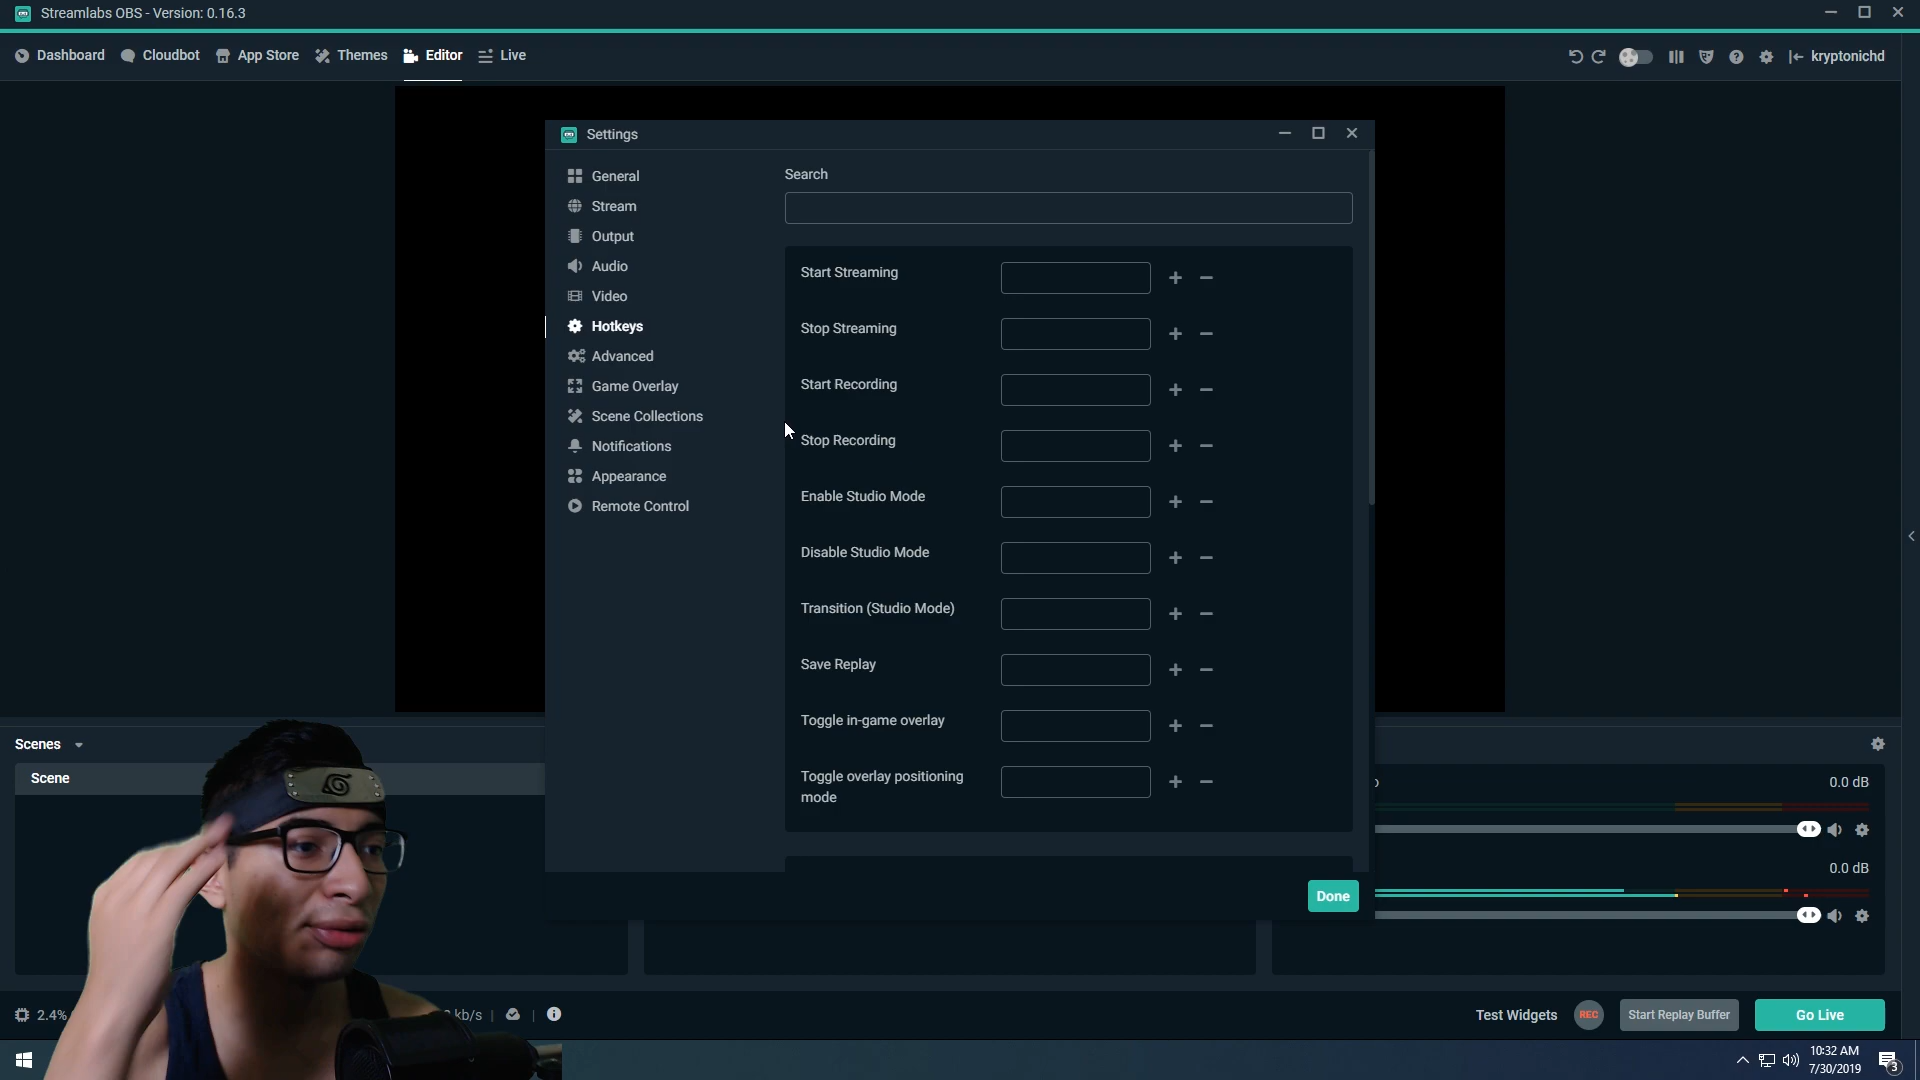 Streamlabs OBS - Version: 0.16.3
Dashboard
Cloudbot
App Store
Themes
Editor
Live
kryptonichd
Settings
General
Stream
Output
Audio
Video
Hotkeys
Advanced
Game Overlay
Scene Collections
Notifications
Appearance
Remote Control
Search
Start Streaming
Stop Streaming
Start Recording
Stop Recording
Enable Studio Mode
Disable Studio Mode
Transition (Studio Mode)
Save Replay
Toggle in-game overlay
Toggle overlay positioning
mode
Done
Scenes
Scene
0.0 dB
0.0 dB
2.4%
kb/s
Test Widgets
REC
Start Replay Buffer
Go Live
10:32 AM
7/30/2019
3